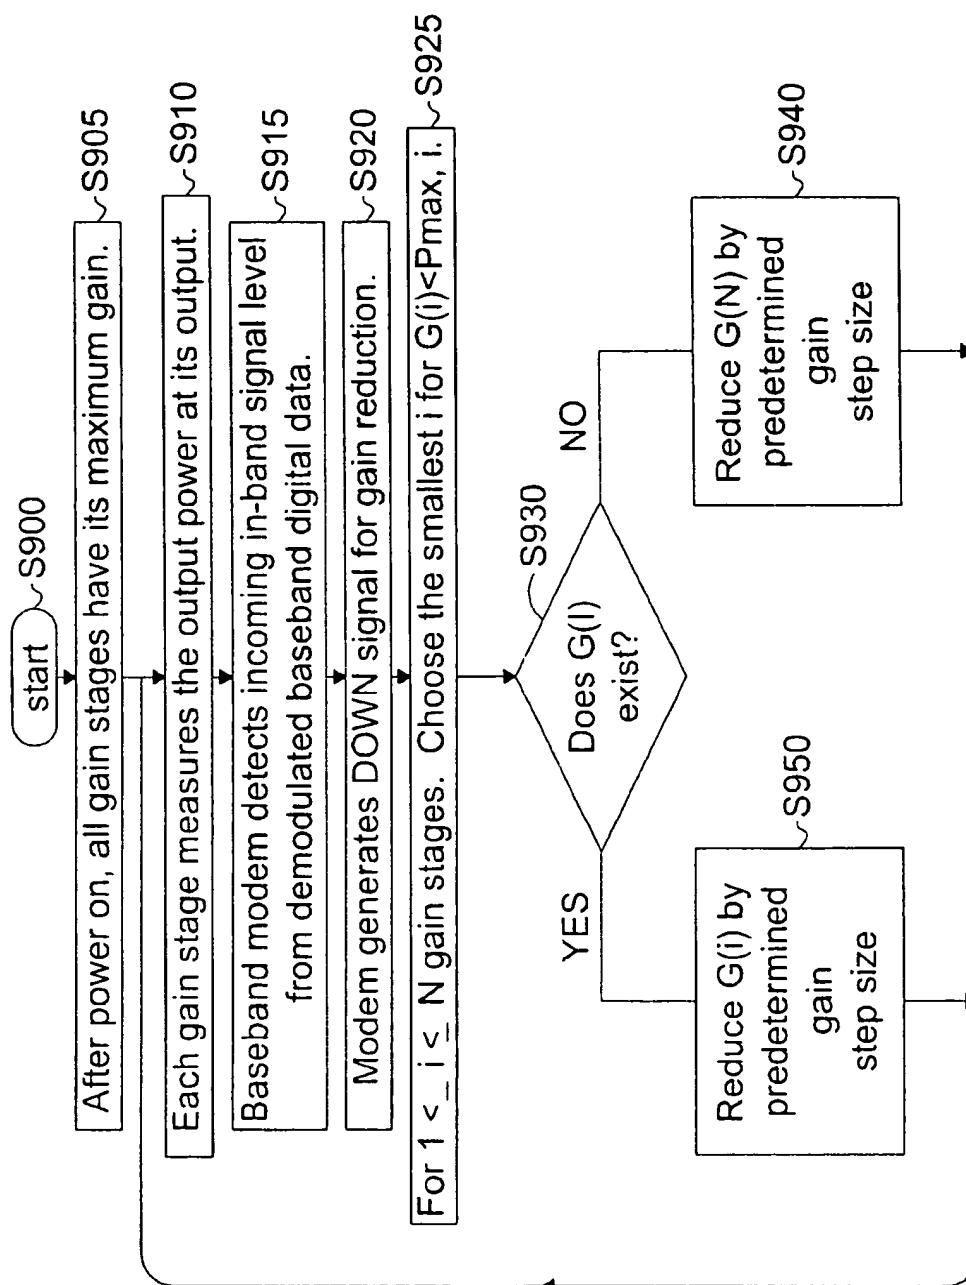 start
S900
After power on, all gain stages have its maximum gain.
S905
Each gain stage measures the output power at its output.
S910
Baseband modem detects incoming in-band signal level
from demodulated baseband digital data.
S915
Modem generates DOWN signal for gain reduction.
S920
For 1 <_ i <_ N gain stages. Choose the smallest i for G(i)<Pmax, i.
S925
Does G(I)
exist?
S930
YES
NO
Reduce G(i) by
predetermined
gain
step size
S950
Reduce G(N) by
predetermined
gain
step size
S940